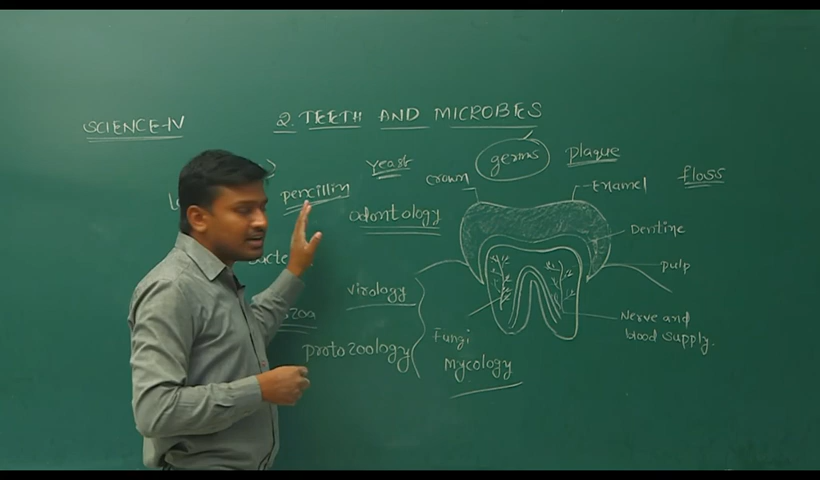 SCIENCE-IV
2. TEETH AND MICROBES
germs
plaque
yeast
floss
crown
Enamel
pencillin
odontology
Dentine
pulp
virology
Nerve and
blood supply.
Fungi
protozoology
Mycology